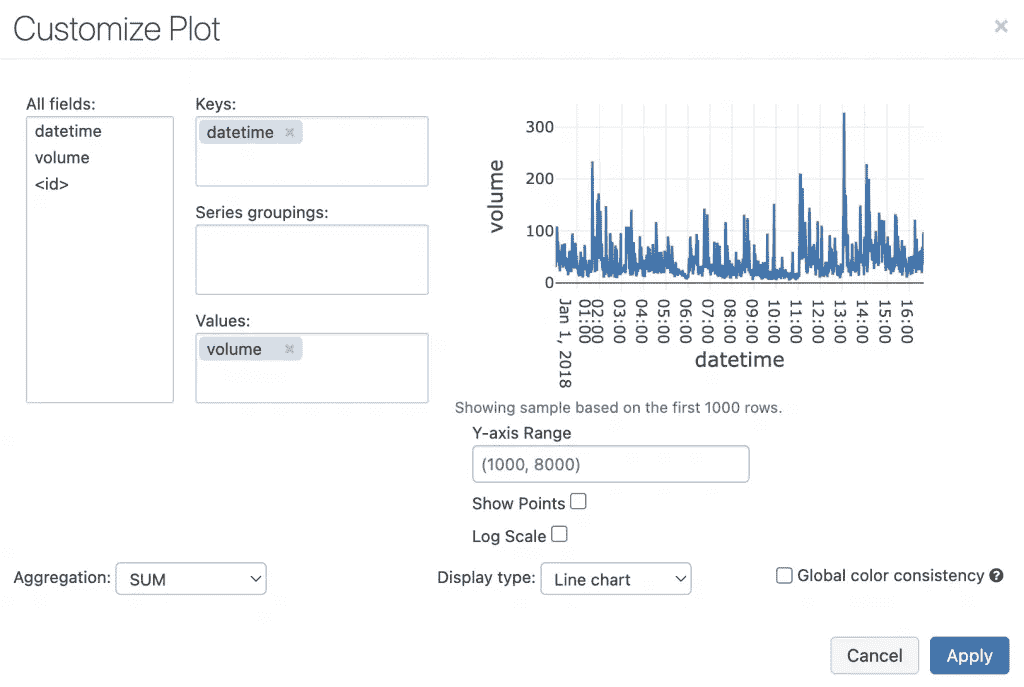 Customize Plot
×
All fields:
datetime
volume
<id>
Keys:
datetime ×
Series groupings:
Values:
volume ×
300
200
100
0
volume
Jan 1, 2018
01:00
02:00
03:00
04:00
05:00
06:00
07:00
08:00
09:00
10:00
11:00
12:00
13:00
14:00
15:00
16:00
datetime
Showing sample based on the first 1000 rows.
Y-axis Range
(1000, 8000)
Show Points
Log Scale
Aggregation: SUM
Display type: Line chart
Global color consistency ?
Cancel
Apply